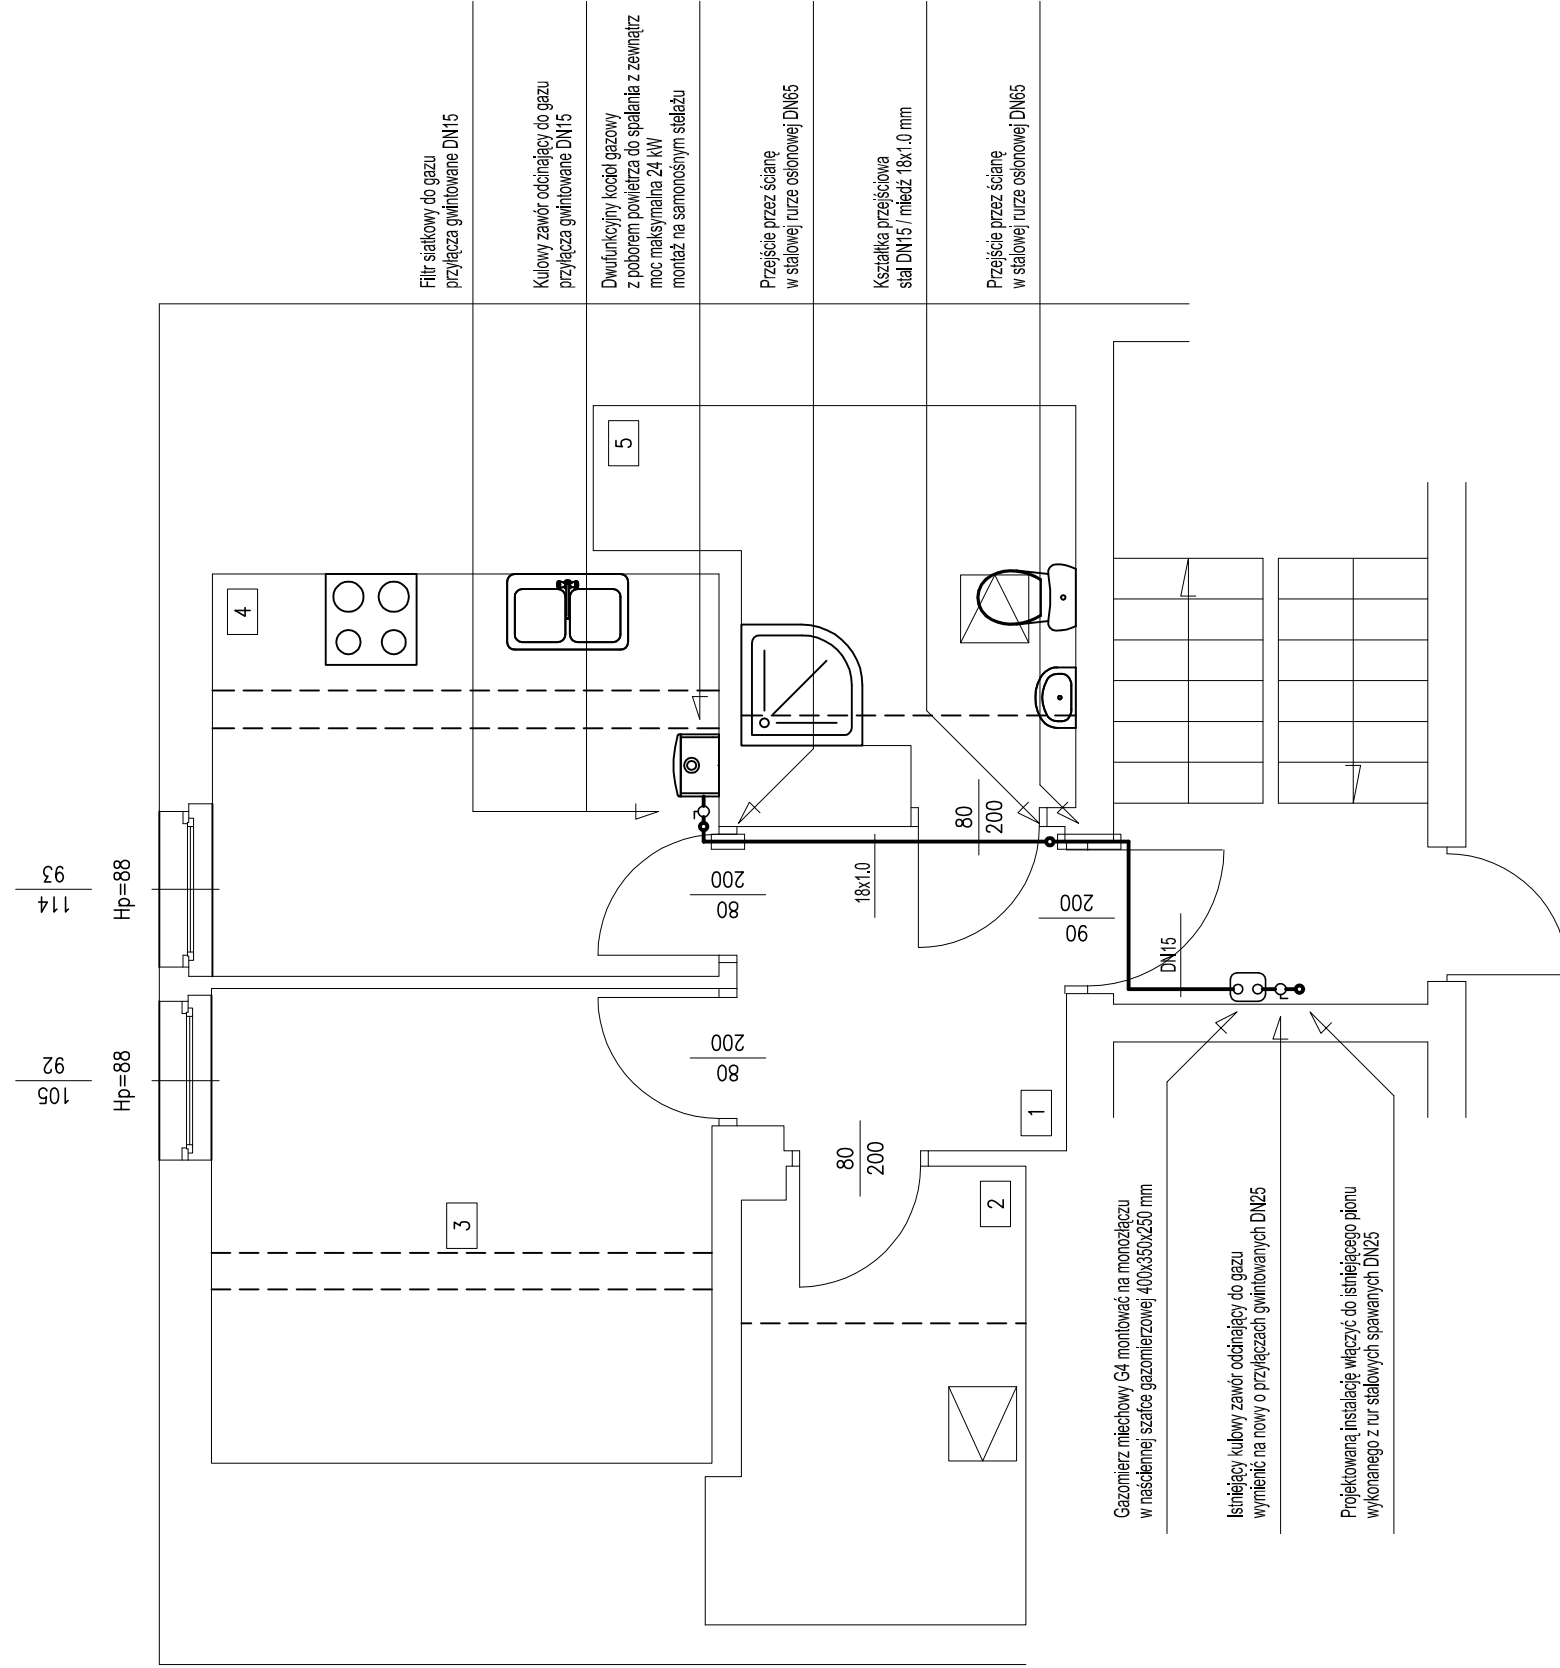 Filtr siatkowy do gazu
przyłącza gwintowane DN15
Kulowy zawór odcinający do gazu
przyłącza gwintowane DN15
Dwufunkcyjny kocioł gazowy
z poborem powietrza do spalania z zewnątrz
moc maksymalna 24 kW
montaż na samonośnym stelażu
Przejście przez ścianę
w stalowej rurze osłonowej DN65
Kształtka przejściowa
stal DN15 / miedź 18x1.0 mm
Przejście przez ścianę
w stalowej rurze osłonowej DN65
5
4
93
114
Hp=88
92
105
Hp=88
80
200
18x1.0
80
200
90
200
DN15
80
200
80
200
1
2
3
Gazomierz miechowy G4 montować na monozłączu
w naściennej szafce gazomierzowej 400x350x250 mm
Istniejący kulowy zawór odcinający do gazu
wymienić na nowy o przyłączach gwintowanych DN25
Projektowaną instalację włączyć do istniejącego pionu
wykonanego z rur stalowych spawanych DN25